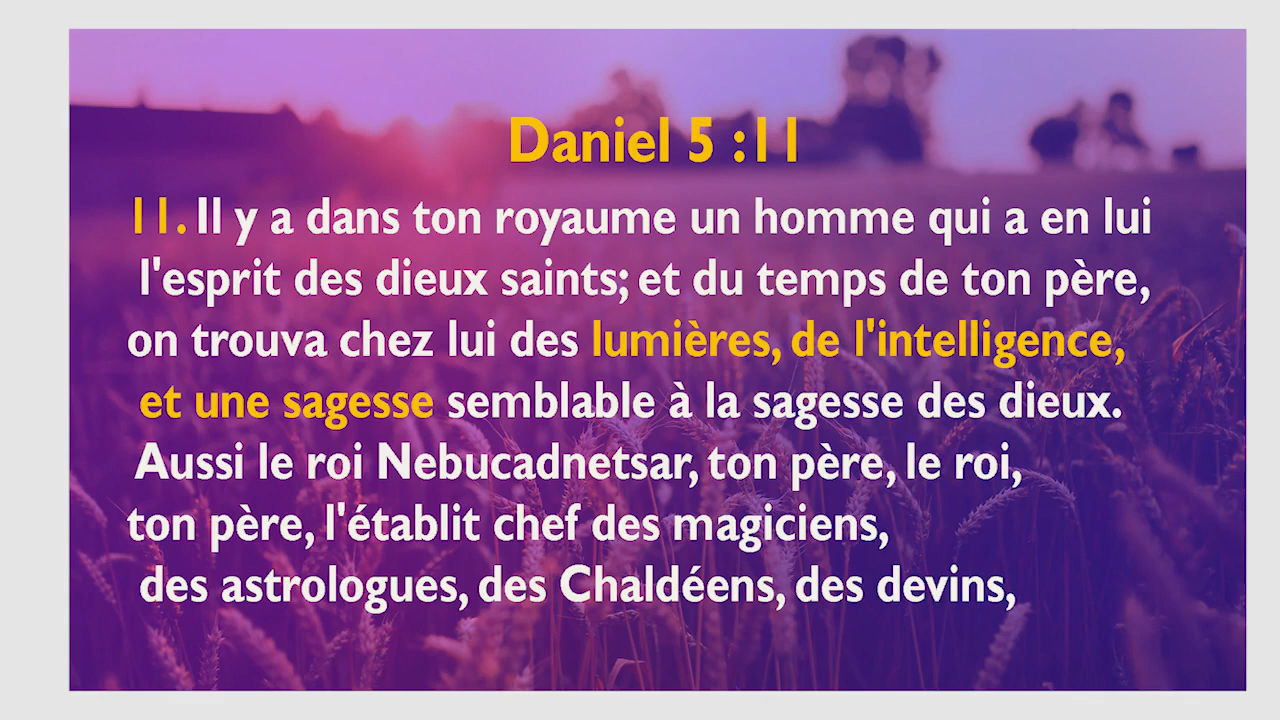 Daniel 5 :11
11. Il y a dans ton royaume un homme qui a en lui
l'esprit des dieux saints; et du temps de ton père,
on trouva chez lui des lumières, de l'intelligence,
et une sagesse semblable à la sagesse des dieux.
Aussi le roi Nebucadnetsar, ton père, le roi,
ton père, l'établit chef des magiciens,
des astrologues, des Chaldéens, des devins,